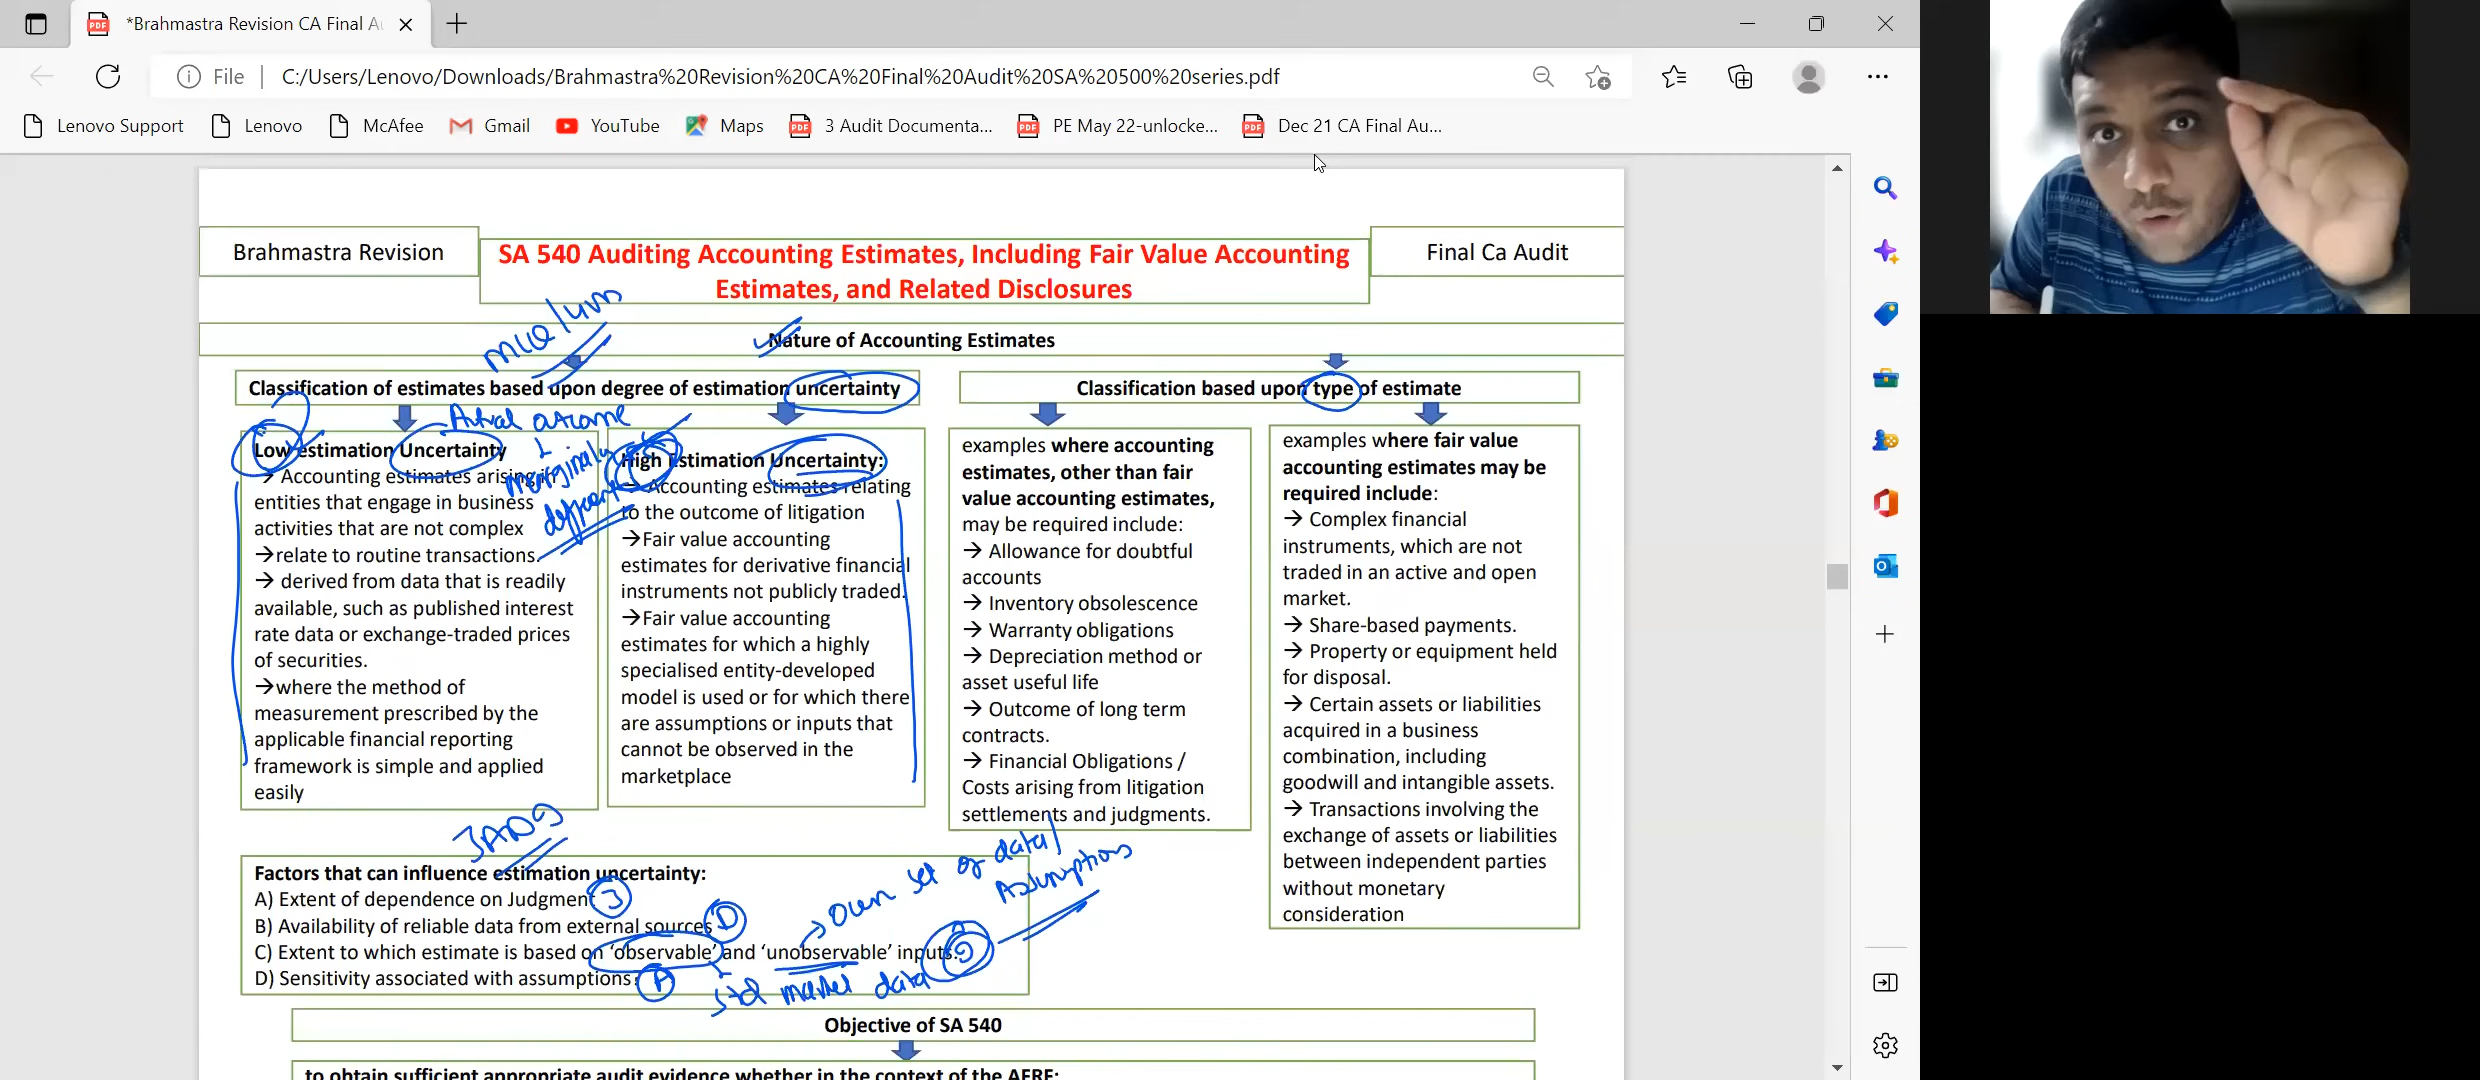 *Brahmastra Revision CA Final Au
File
C:/Users/Lenovo/Downloads/Brahmastra%20Revision%20CA%20Final%20Audit%20SA%20500%20series.pdf
Lenovo Support
Lenovo
McAfee
Gmail
YouTube
Maps
3 Audit Documenta...
PE May 22-unlocke...
Dec 21 CA Final Au...
Brahmastra Revision
SA 540 Auditing Accounting Estimates, Including Fair Value Accounting
Estimates, and Related Disclosures
Final Ca Audit
Nature of Accounting Estimates
Classification of estimates based upon degree of estimation uncertainty
Actual outcome
marginally
different
Low estimation Uncertainty
→ Accounting estimates arising in
entities that engage in business
activities that are not complex
→relate to routine transactions.
→ derived from data that is readily
available, such as published interest
rate data or exchange-traded prices
of securities.
→where the method of
measurement prescribed by the
applicable financial reporting
framework is simple and applied
easily
High Estimation Uncertainty:
→ Accounting estimates relating
to the outcome of litigation
→Fair value accounting
estimates for derivative financial
instruments not publicly traded.
→Fair value accounting
estimates for which a highly
specialised entity-developed
model is used or for which there
are assumptions or inputs that
cannot be observed in the
marketplace
Classification based upon type of estimate
examples where accounting
estimates, other than fair
value accounting estimates,
may be required include:
→ Allowance for doubtful
accounts
→ Inventory obsolescence
→ Warranty obligations
→ Depreciation method or
asset useful life
→ Outcome of long term
contracts.
→ Financial Obligations /
Costs arising from litigation
settlements and judgments.
examples where fair value
accounting estimates may be
required include:
→ Complex financial
instruments, which are not
traded in an active and open
market.
→ Share-based payments.
→ Property or equipment held
for disposal.
→ Certain assets or liabilities
acquired in a business
combination, including
goodwill and intangible assets.
→ Transactions involving the
exchange of assets or liabilities
between independent parties
without monetary
consideration
Factors that can influence estimation uncertainty:
A) Extent of dependence on Judgment
B) Availability of reliable data from external sources
D
C) Extent to which estimate is based on ‘observable’ and ‘unobservable’ inputs.
D) Sensitivity associated with assumptions.
A
own set of data/
Assumptions
market data
Objective of SA 540
to obtain sufficient appropriate audit evidence whether in the context of the AFRF: